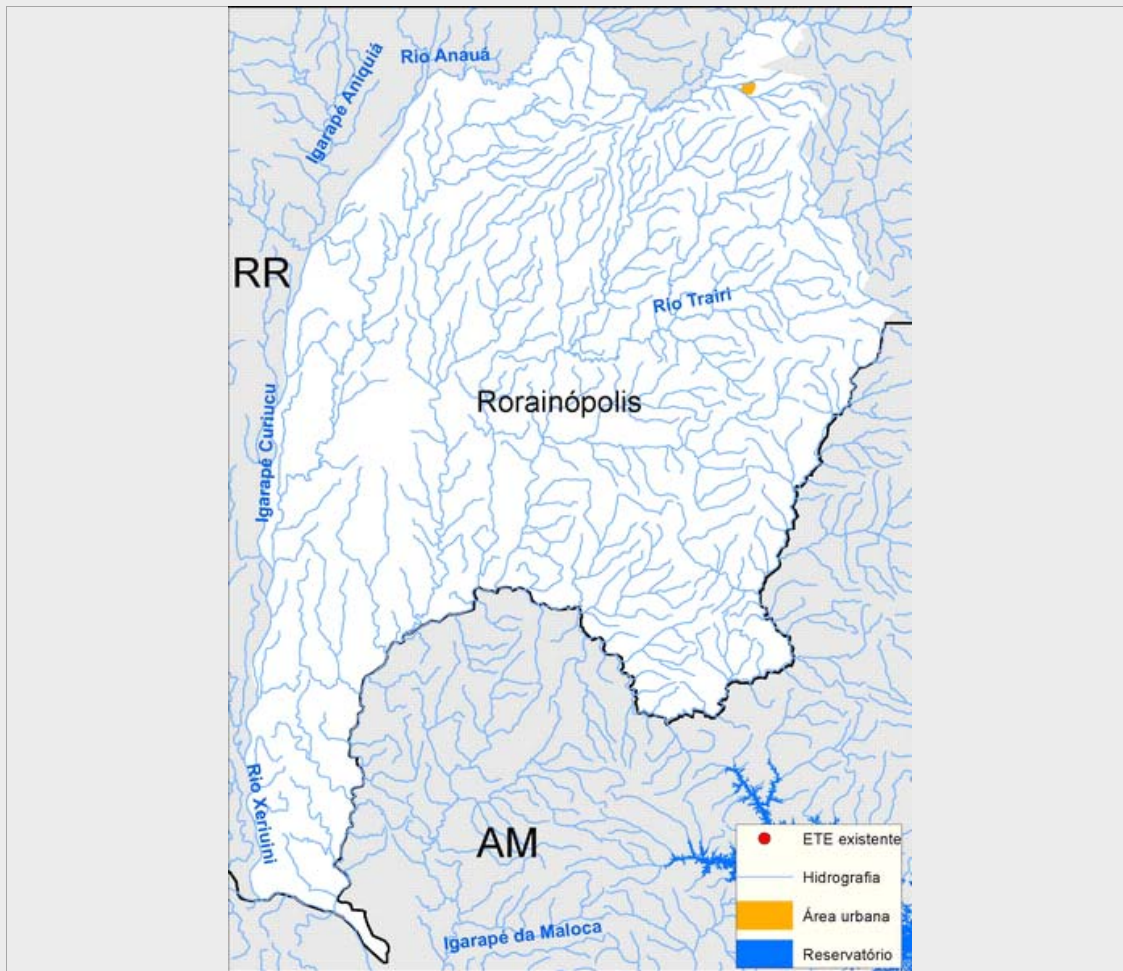 Rio Anauá
Igarapé Aniquiá
RR
Rio Trairi
Rorainópolis
Igarapé Curiucu
Rio Xeriuini
AM
Igarapé da Maloca
ETE existente
Hidrografia
Área urbana
Reservatório